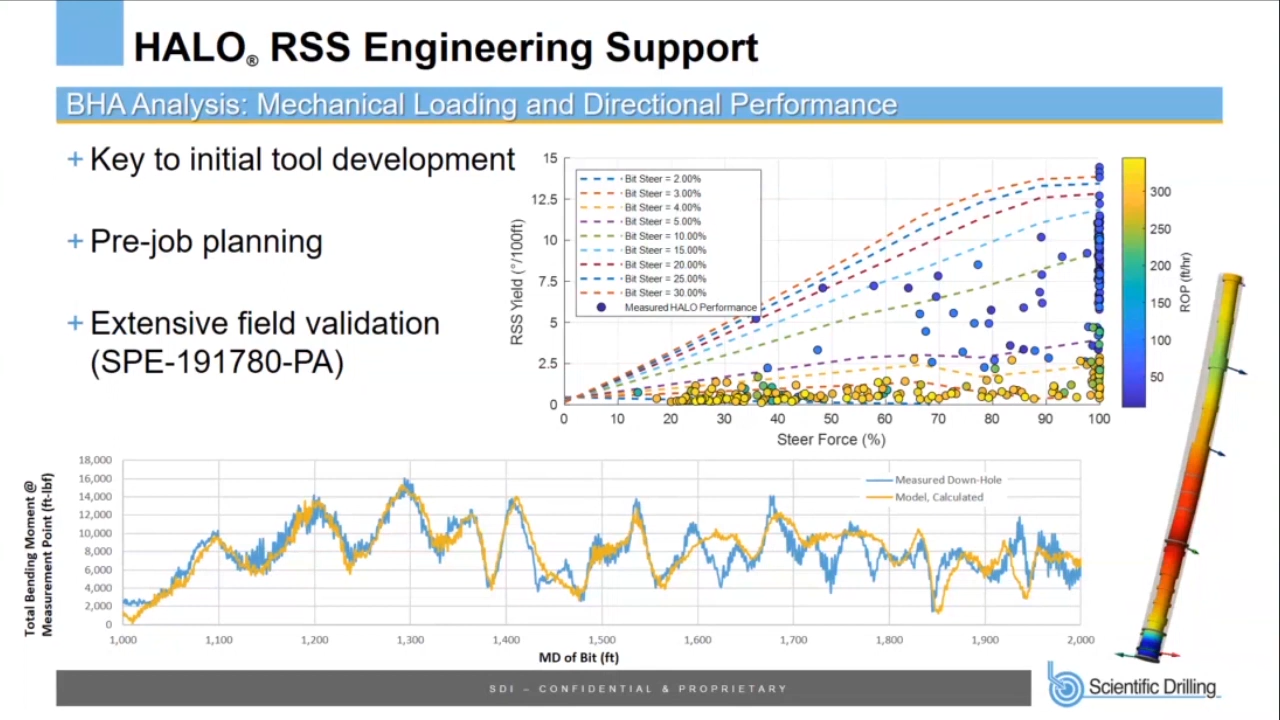 HALO® RSS Engineering Support
BHA Analysis: Mechanical Loading and Directional Performance
+ Key to initial tool development
+ Pre-job planning
+ Extensive field validation
(SPE-191780-PA)
RSS Yield (°/100ft)
15
12.5
10
7.5
5
2.5
0
Bit Steer = 2.00%
Bit Steer = 3.00%
Bit Steer = 4.00%
Bit Steer = 5.00%
Bit Steer = 10.00%
Bit Steer = 15.00%
Bit Steer = 20.00%
Bit Steer = 25.00%
Bit Steer = 30.00%
Measured HALO Performance
0 10 20 30 40 50 60 70 80 90 100
Steer Force (%)
300
250
200
150
100
50
ROP (ft/hr)
Total Bending Moment @
Measurement Point (ft-lbf)
18,000
16,000
14,000
12,000
10,000
8,000
6,000
4,000
2,000
0
Measured Down-Hole
Model, Calculated
1,000 1,100 1,200 1,300 1,400 1,500 1,600 1,700 1,800 1,900 2,000
MD of Bit (ft)
SDI – CONFIDENTIAL & PROPRIETARY
Scientific Drilling